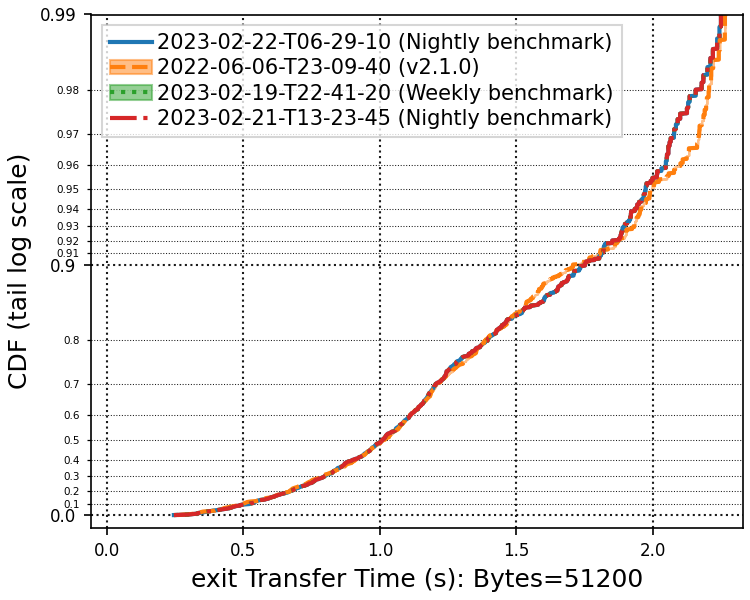 0.99
2023-02-22-T06-29-10 (Nightly benchmark)
2022-06-06-T23-09-40 (v2.1.0)
2023-02-19-T22-41-20 (Weekly benchmark)
2023-02-21-T13-23-45 (Nightly benchmark)
0.98
0.97
0.96
0.95
0.94
0.93
0.92
0.91
0.9
0.8
0.7
0.6
0.5
0.4
0.3
0.2
0.1
0.0
CDF (tail log scale)
0.0 0.5 1.0 1.5 2.0
exit Transfer Time (s): Bytes=51200